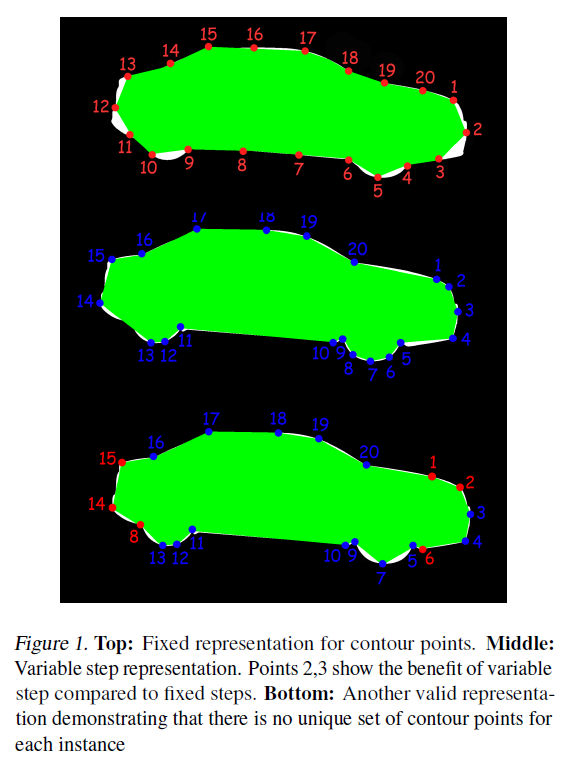 15 16 17
14
13 18
19 20
1
12
2
11
10 9 8 7 6 5 4 3
17 18 19
16
15 20
1
2
14
3
4
13 12 11 10 9 8 7 6 5
17 18 19
16
15 20 1
2
14
3
8
4
13 12 11 10 9 7 5 6
Figure 1. Top: Fixed representation for contour points. Middle:
Variable step representation. Points 2,3 show the benefit of variable
step compared to fixed steps. Bottom: Another valid representa-
tion demonstrating that there is no unique set of contour points for
each instance